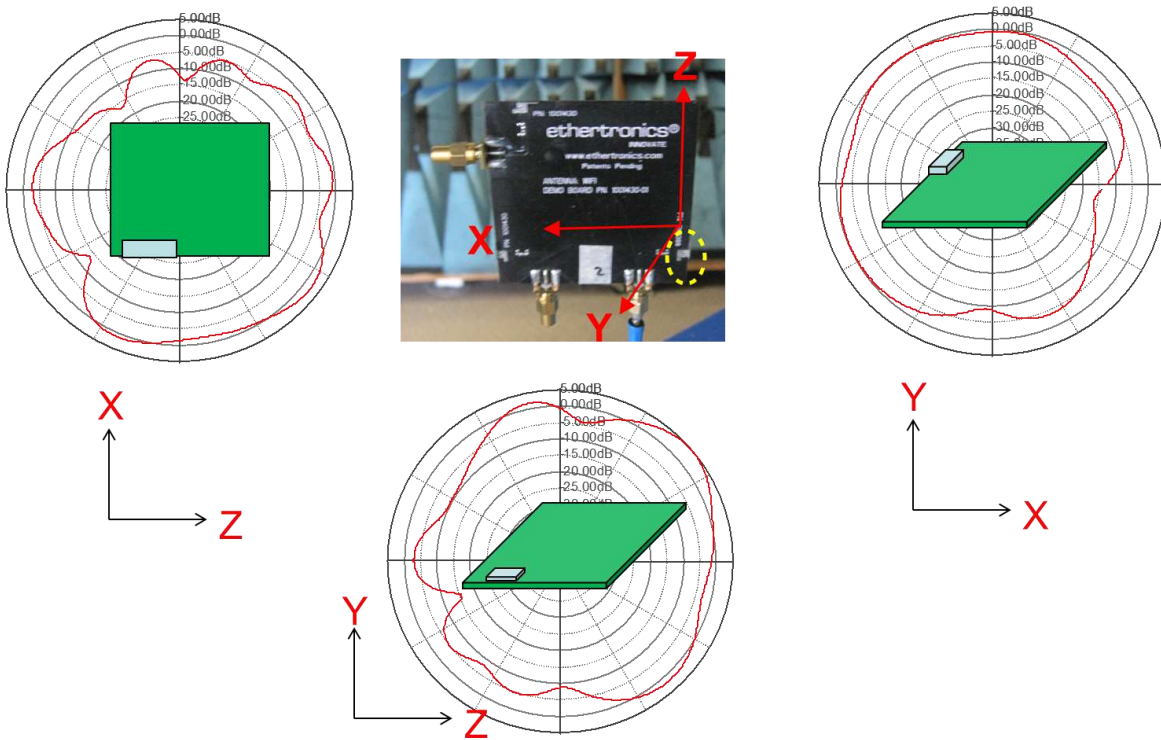 5.00dB
0.00dB
-5.00dB
-10.00dB
-15.00dB
-20.00dB
-25.00dB
X
Z
Z
X
Y
P/N 1001430
ethertronics®
INNOVATE
www.ethertronics.com
Patents Pending
ANTENNA: WIFI
DEMO BOARD PN. 1001430-01
P/N 1001430
2
5.00dB
0.00dB
-5.00dB
-10.00dB
-15.00dB
-20.00dB
-25.00dB
-30.00dB
Y
X
5.00dB
0.00dB
-5.00dB
-10.00dB
-15.00dB
-20.00dB
-25.00dB
Y
Z